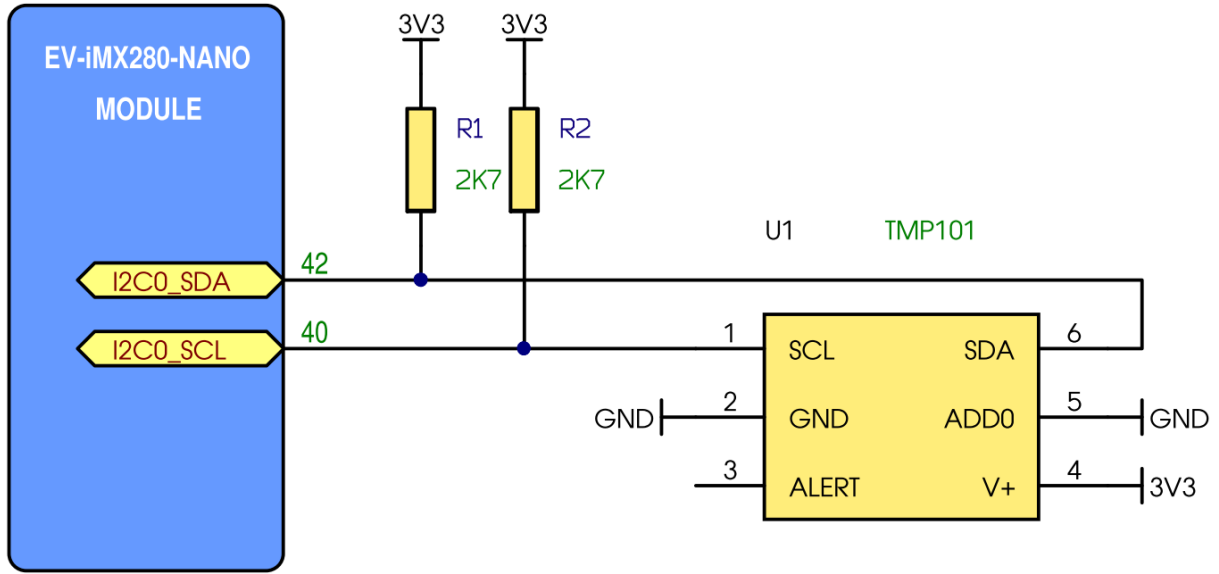 EV-iMX280-NANO
MODULE
3V3 3V3
R1 R2
2K7 2K7
U1 TMP101
42
I2C0_SDA
40
I2C0_SCL
1 SCL SDA 6
GND 2 GND ADD0 5 GND
3 ALERT V+ 4 3V3